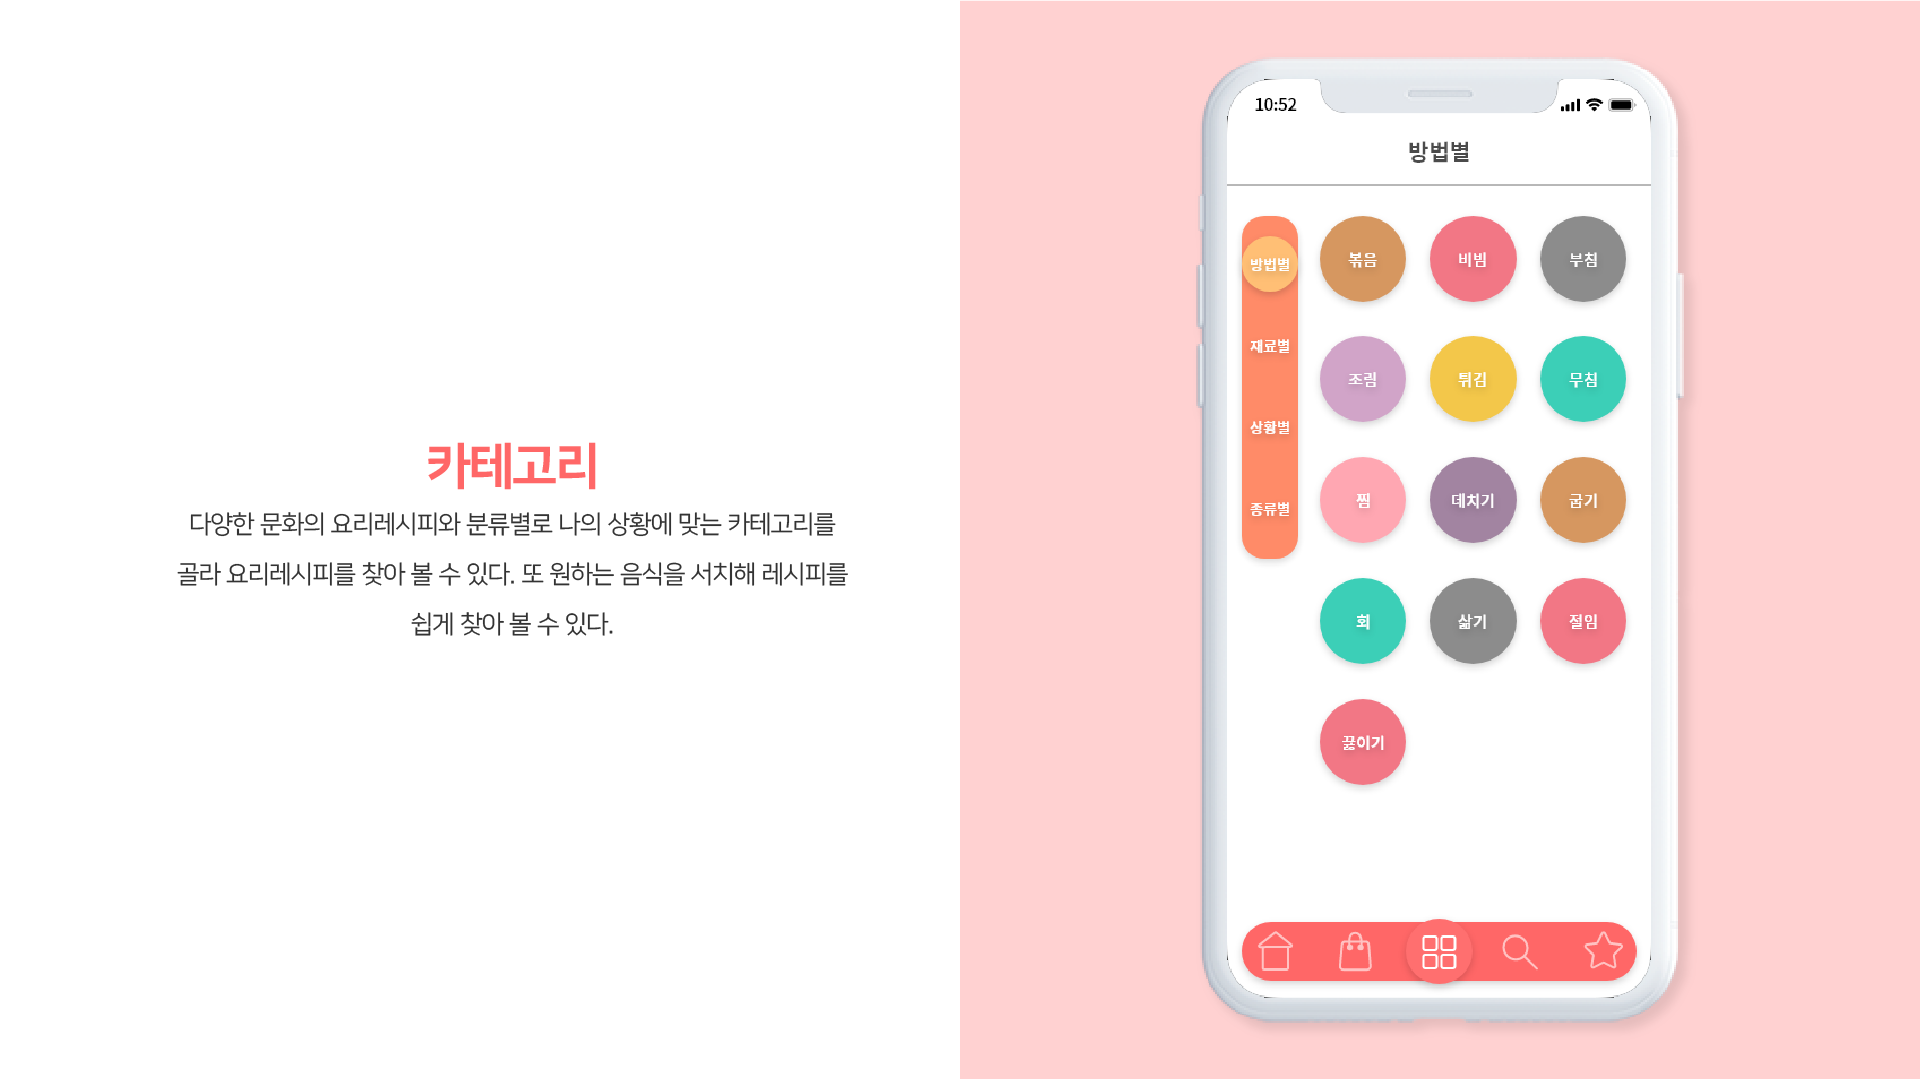 카테고리
다양한 문화의 요리레시피와 분류별로 나의 상황에 맞는 카테고리를
골라 요리레시피를 찾아 볼 수 있다. 또 원하는 음식을 서치해 레시피를
쉽게 찾아 볼 수 있다.
10:52
방법별
방법별
재료별
상황별
종류별
볶음
비빔
부침
조림
튀김
무침
찜
데치기
굽기
회
삶기
절임
끓이기